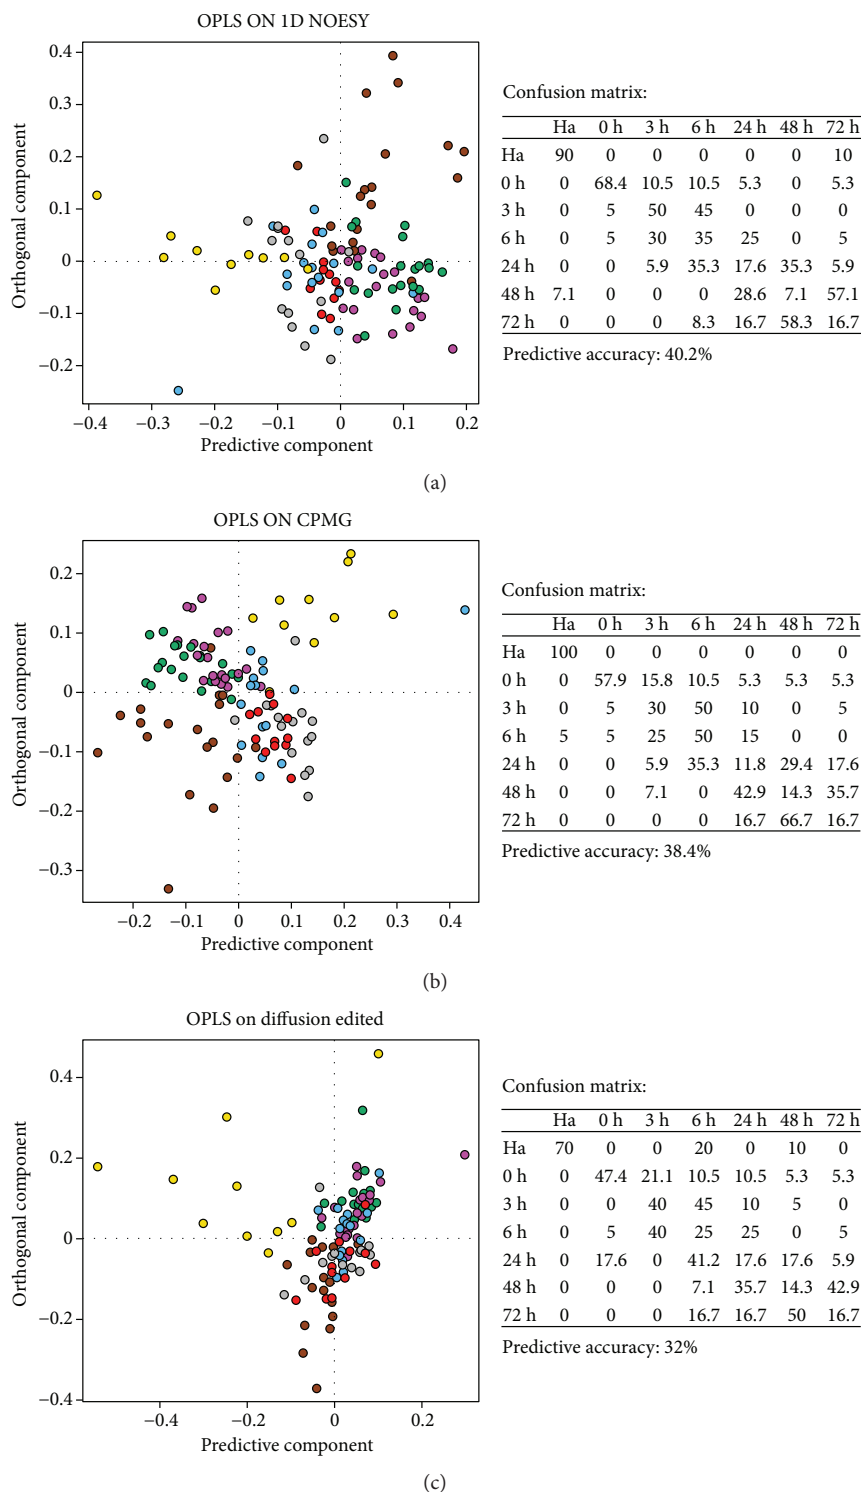 OPLS ON 1D NOESY
Orthogonal component
0.4
0.3
0.2
0.1
0
−0.1
−0.2
−0.4 −0.3 −0.2 −0.1 0 0.1 0.2
Predictive component
Confusion matrix:
Ha 0 h 3 h 6 h 24 h 48 h 72 h
Ha 90 0 0 0 0 0 10
0 h 0 68.4 10.5 10.5 5.3 0 5.3
3 h 0 5 50 45 0 0 0
6 h 0 5 30 35 25 0 5
24 h 0 0 5.9 35.3 17.6 35.3 5.9
48 h 7.1 0 0 0 28.6 7.1 57.1
72 h 0 0 0 8.3 16.7 58.3 16.7
Predictive accuracy: 40.2%
(a)
OPLS ON CPMG
Orthogonal component
0.2
0.1
0
−0.1
−0.2
−0.3
−0.2 −0.1 0 0.1 0.2 0.3 0.4
Predictive component
Confusion matrix:
Ha 0 h 3 h 6 h 24 h 48 h 72 h
Ha 100 0 0 0 0 0 0
0 h 0 57.9 15.8 10.5 5.3 5.3 5.3
3 h 0 5 30 50 10 0 5
6 h 5 5 25 50 15 0 0
24 h 0 0 5.9 35.3 11.8 29.4 17.6
48 h 0 0 7.1 0 42.9 14.3 35.7
72 h 0 0 0 0 16.7 66.7 16.7
Predictive accuracy: 38.4%
(b)
OPLS on diffusion edited
Orthogonal component
0.4
0.2
0
−0.2
−0.4
−0.4 −0.2 0 0.2
Predictive component
Confusion matrix:
Ha 0 h 3 h 6 h 24 h 48 h 72 h
Ha 70 0 0 20 0 10 0
0 h 0 47.4 21.1 10.5 10.5 5.3 5.3
3 h 0 0 40 45 10 5 0
6 h 0 5 40 25 25 0 5
24 h 0 17.6 0 41.2 17.6 17.6 5.9
48 h 0 0 0 7.1 35.7 14.3 42.9
72 h 0 0 0 16.7 16.7 50 16.7
Predictive accuracy: 32%
(c)